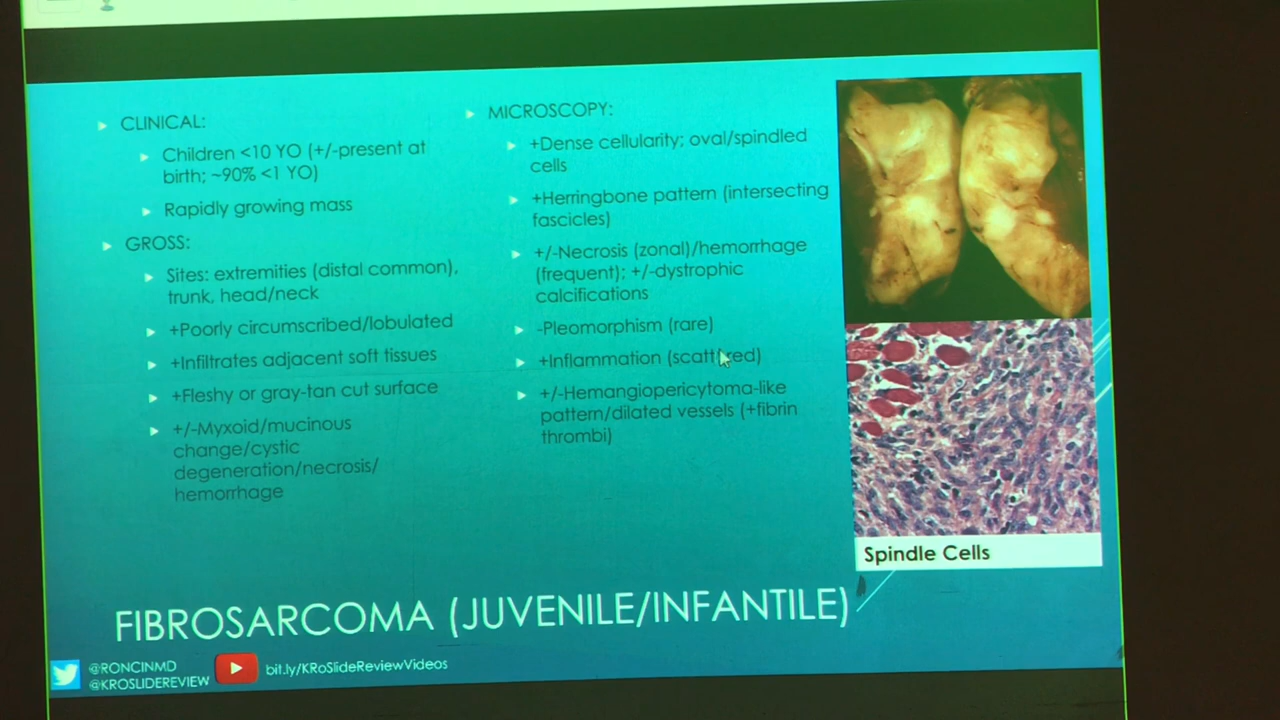 CLINICAL:
Children <10 YO (+/-present at
birth; ~90% <1 YO)
Rapidly growing mass
GROSS:
Sites: extremities (distal common),
trunk, head/neck
+Poorly circumscribed/lobulated
+Infiltrates adjacent soft tissues
+Fleshy or gray-tan cut surface
+/-Myxoid/mucinous
change/cystic
degeneration/necrosis/
hemorrhage
MICROSCOPY:
+Dense cellularity; oval/spindled
cells
+Herringbone pattern (intersecting
fascicles)
+/-Necrosis (zonal)/hemorrhage
(frequent); +/-dystrophic
calcifications
-Pleomorphism (rare)
+Inflammation (scattered)
+/-Hemangiopericytoma-like
pattern/dilated vessels (+fibrin
thrombi)
Spindle Cells
FIBROSARCOMA (JUVENILE/INFANTILE)
@RONCINMD
@KROSLIDEREVIEW
bit.ly/KRoSlideReviewVideos